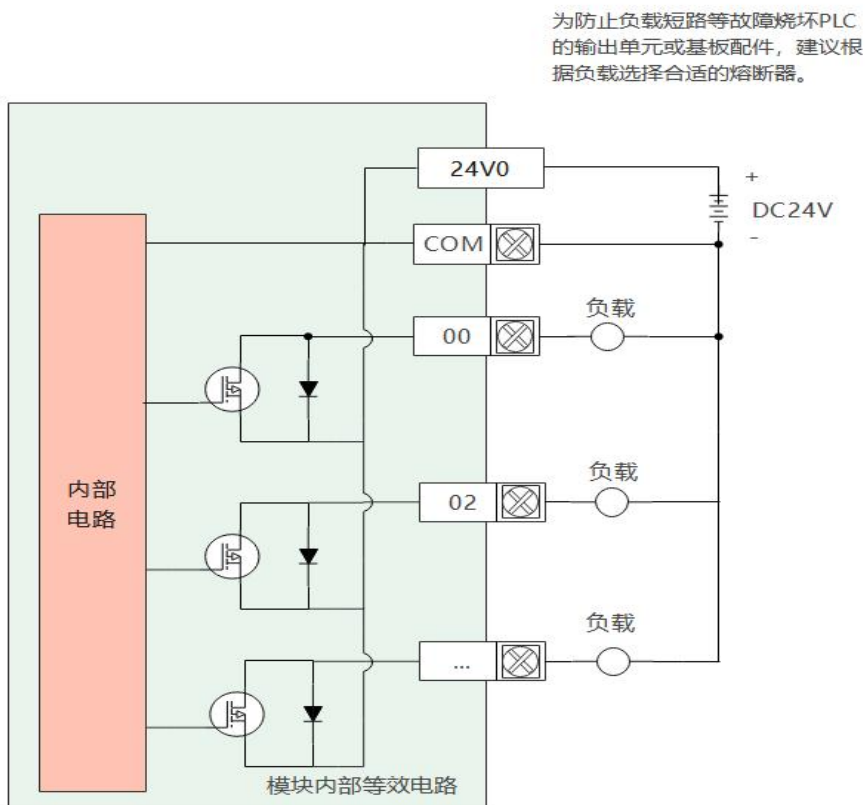 为防止负载短路等故障烧坏PLC
的输出单元或基板配件，建议根
据负载选择合适的熔断器。
24V0
+
DC24V
-
COM
负载
00
负载
内部
电路
02
负载
...
模块内部等效电路